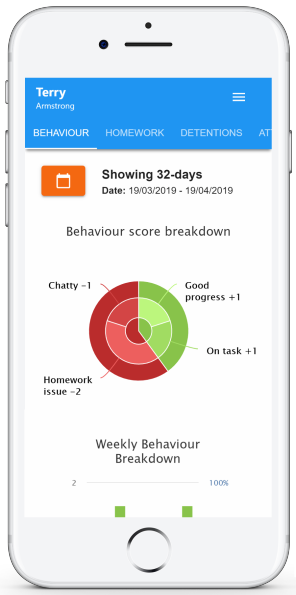 Terry
Armstrong
BEHAVIOUR HOMEWORK DETENTIONS AT
Showing 32-days
Date: 19/03/2019 - 19/04/2019
Behaviour score breakdown
Chatty -1
Good
progress +1
On task +1
Homework
issue -2
Weekly Behaviour
Breakdown
2 100%